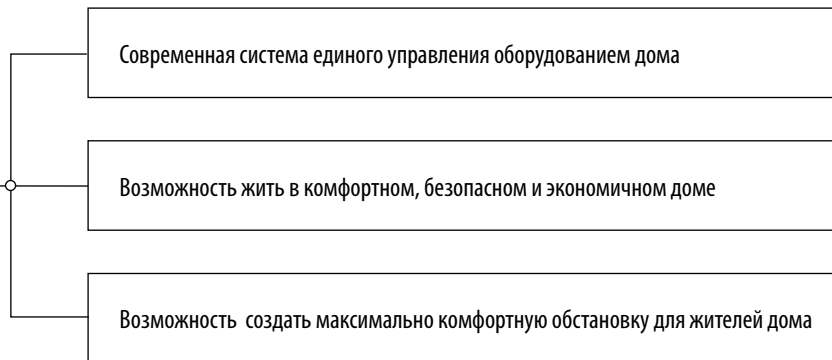 Современная система единого управления оборудованием дома
Возможность жить в комфортном, безопасном и экономичном доме
Возможность  создать максимально комфортную обстановку для жителей дома